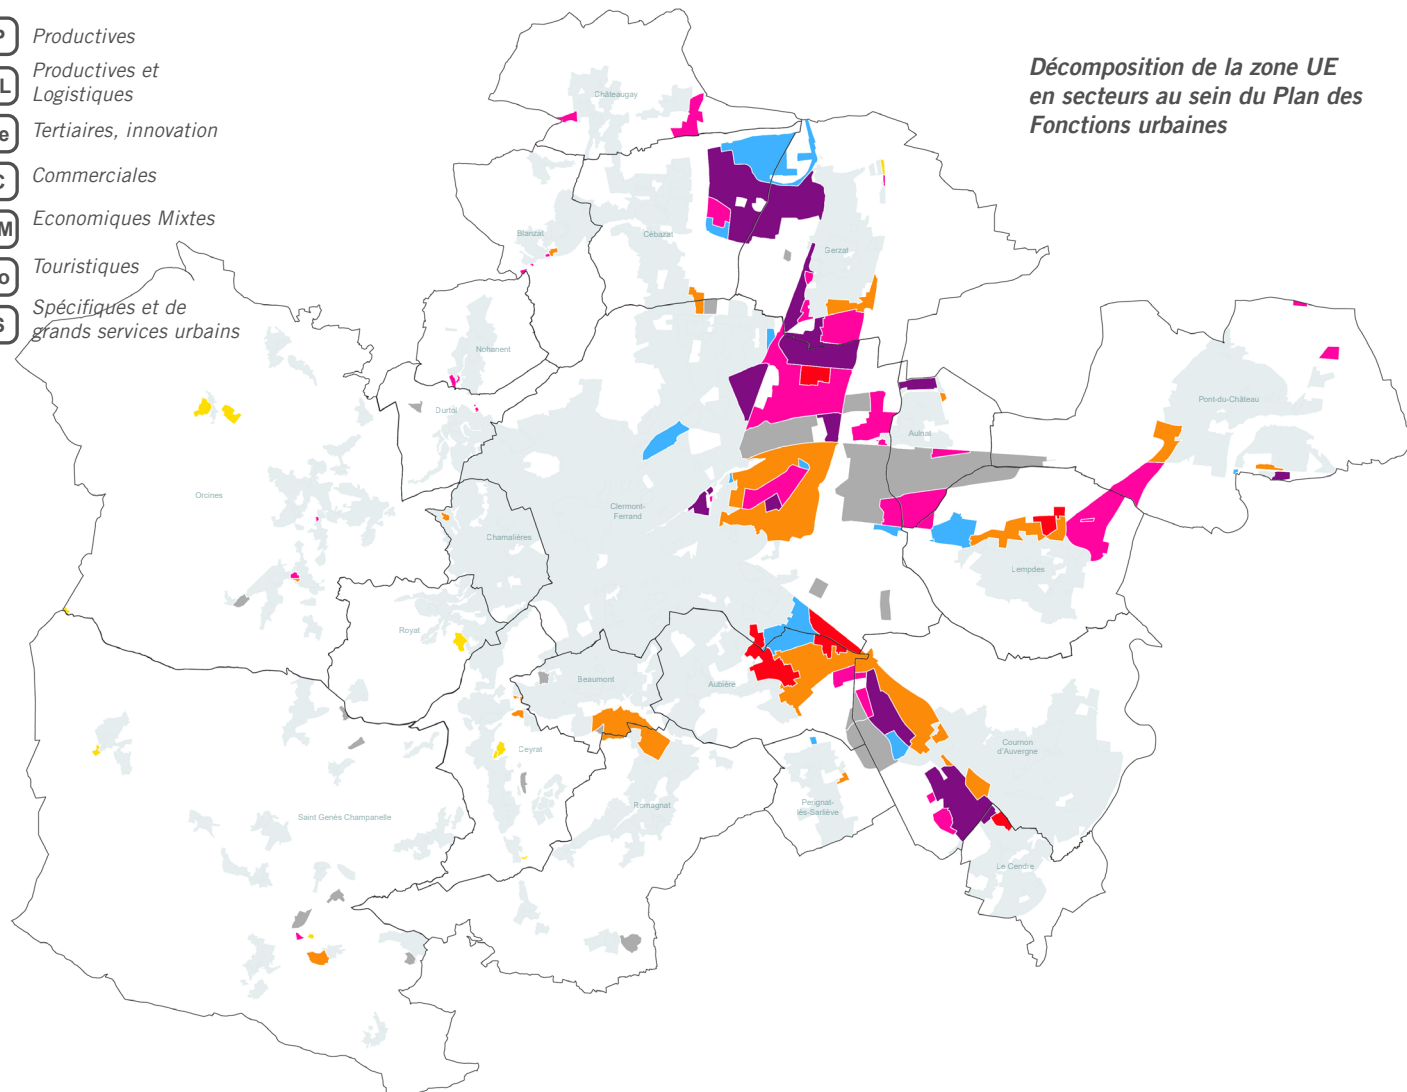 P Productives
L Productives et
Logistiques
e Tertiaires, innovation
C Commerciales
M Economiques Mixtes
o Touristiques
S Spécifiques et de
grands services urbains
Décomposition de la zone UE
en secteurs au sein du Plan des
Fonctions urbaines
Châteaugay
Blanzat
Cébazat
Gerzat
Nohanent
Durtol
Aulnat
Pont-du-Château
Orcines
Clermont-
Ferrand
Chamalières
Lempdes
Royat
Beaumont
Aubière
Ceyrat
Cournon
d'Auvergne
Saint Genès Champanelle
Romagnat
Pérignat-
lès-Sarliève
Le Cendre